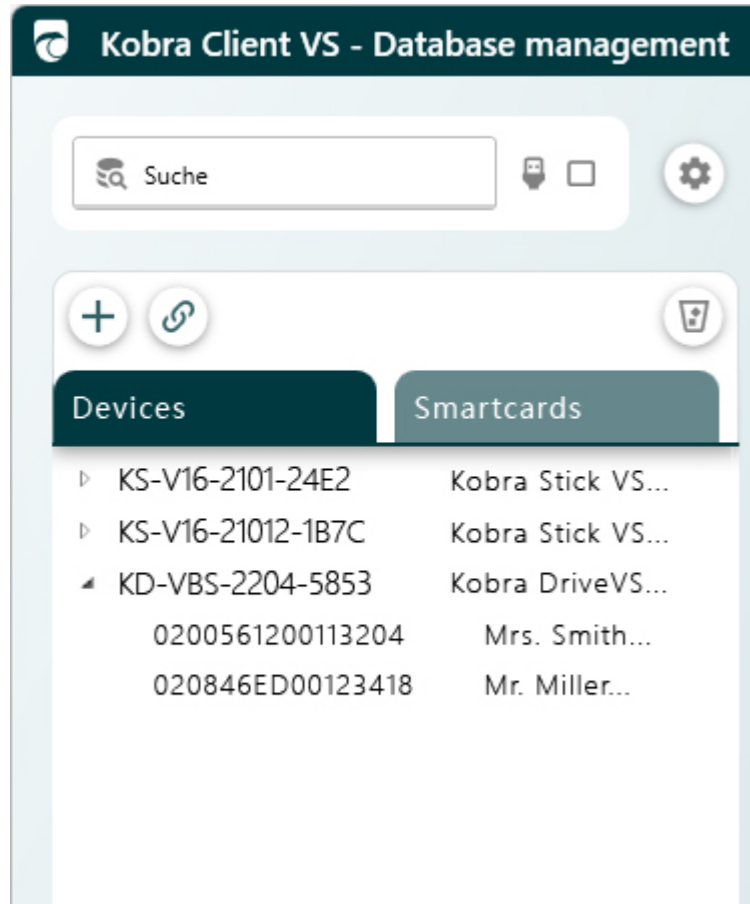 Kobra Client VS - Database management
Suche
Devices Smartcards
KS-V16-2101-24E2 Kobra Stick VS...
KS-V16-21012-1B7C Kobra Stick VS...
KD-VBS-2204-5853 Kobra DriveVS...
0200561200113204 Mrs. Smith...
020846ED00123418 Mr. Miller...